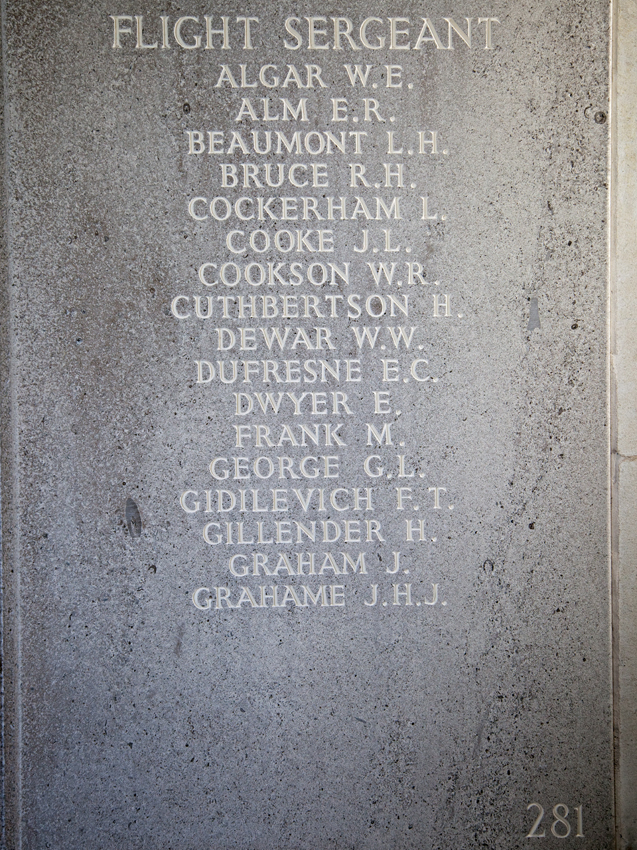 FLIGHT SERGEANT
ALGAR W.E.
ALM E.R.
BEAUMONT L.H.
BRUCE R.H.
COCKERHAM L.
COOKE J.L.
COOKSON W.R.
CUTHBERTSON H.
DEWAR W.W.
DUFRESNE E.C.
DWYER E.
FRANK M.
GEORGE G.L.
GIDILEVICH F.T.
GILLENDER H.
GRAHAM J.
GRAHAME J.H.J.
281